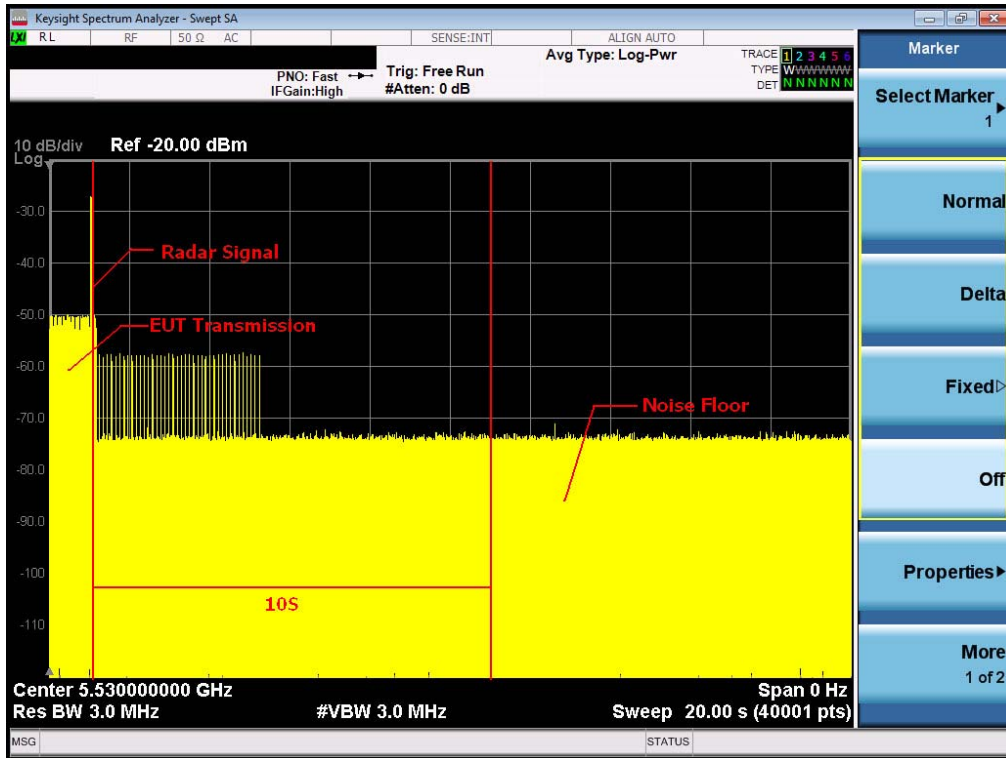 Keysight Spectrum Analyzer - Swept SA
LXI RL RF 50 Ω AC SENSE:INT ALIGN AUTO
PNO: Fast
IFGain:High
Trig: Free Run
#Atten: 0 dB
Avg Type: Log-Pwr
TRACE 1 2 3 4 5 6
TYPE WWWWWW
DET N N N N N N
10 dB/div
Log
Ref -20.00 dBm
-30.0
-40.0
-50.0
-60.0
-70.0
-80.0
-90.0
-100
-110
Radar Signal
EUT Transmission
Noise Floor
10S
Center 5.530000000 GHz
Span 0 Hz
Res BW 3.0 MHz
#VBW 3.0 MHz
Sweep 20.00 s (40001 pts)
MSG
STATUS
Marker
Select Marker
1
Normal
Delta
Fixed
Off
Properties
More
1 of 2